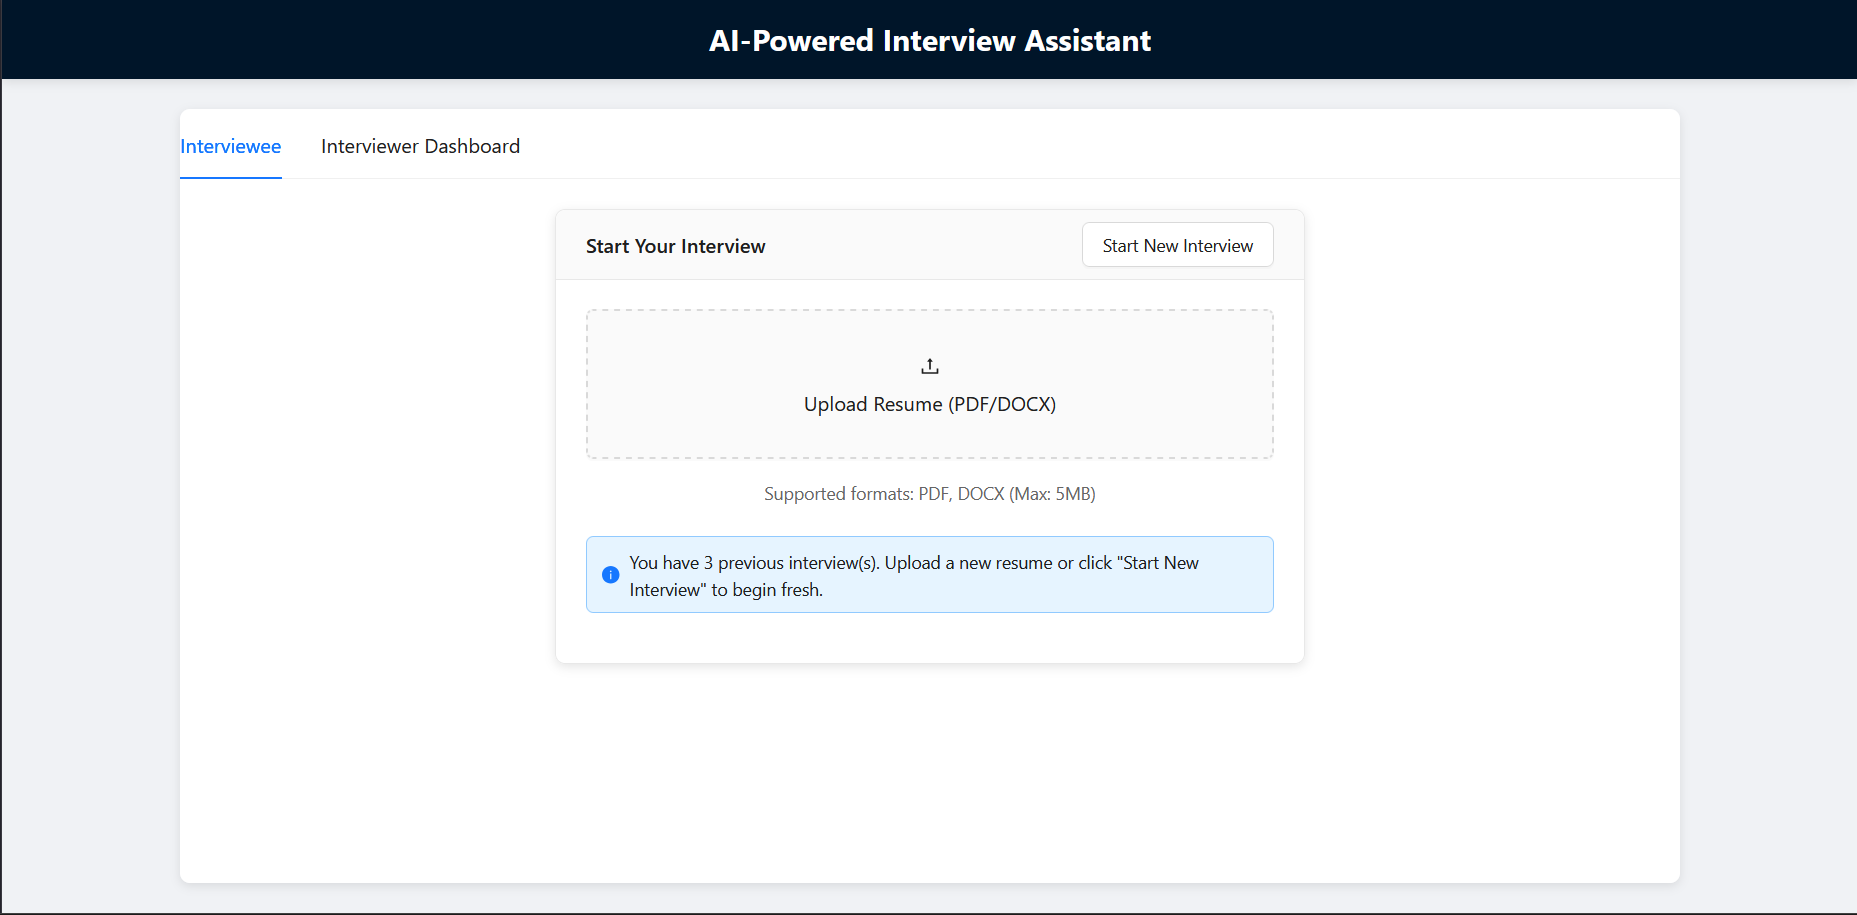 AI-Powered Interview Assistant
Interviewee
Interviewer Dashboard
Start Your Interview
Start New Interview
Upload Resume (PDF/DOCX)
Supported formats: PDF, DOCX (Max: 5MB)
You have 3 previous interview(s). Upload a new resume or click "Start New
Interview" to begin fresh.